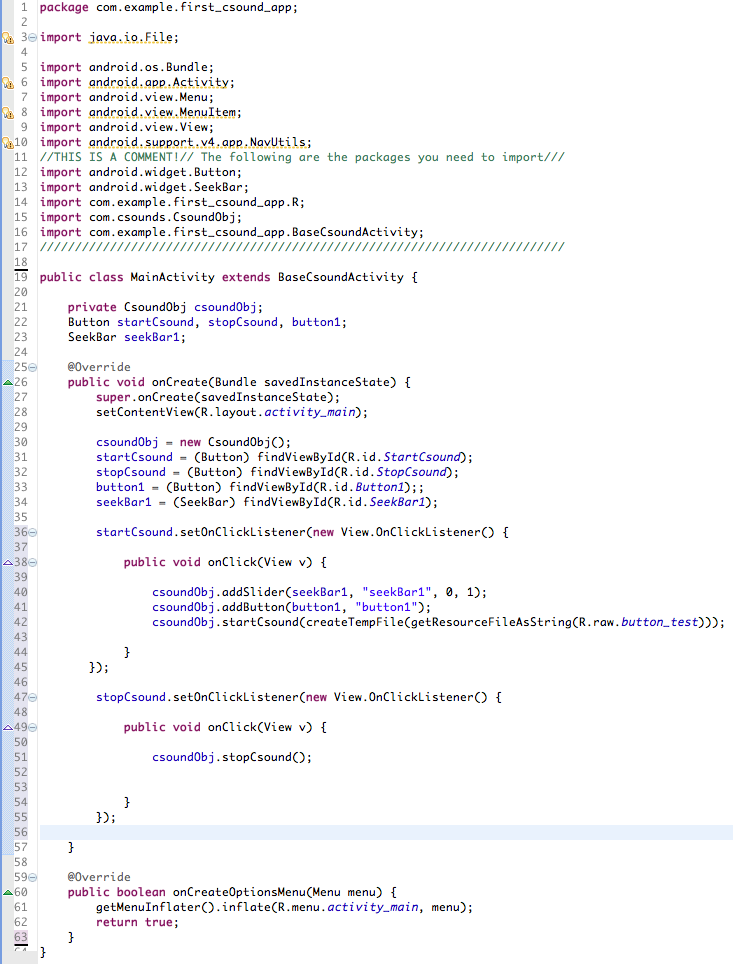 1 package com.example.first_csound_app;
2
3 import java.io.File;
4
5 import android.os.Bundle;
6 import android.app.Activity;
7 import android.view.Menu;
8 import android.view.MenuItem;
9 import android.view.View;
10 import android.support.v4.app.NavUtils;
11 //THIS IS A COMMENT!// The following are the packages you need to import///
12 import android.widget.Button;
13 import android.widget.SeekBar;
14 import com.example.first_csound_app.R;
15 import com.csounds.CsoundObj;
16 import com.example.first_csound_app.BaseCsoundActivity;
17 ///////////////////////////////////////////////////////////////////////////
18
19 public class MainActivity extends BaseCsoundActivity {
20
21     private CsoundObj csoundObj;
22     Button startCsound, stopCsound, button1;
23     SeekBar seekBar1;
24
25     @Override
26     public void onCreate(Bundle savedInstanceState) {
27         super.onCreate(savedInstanceState);
28         setContentView(R.layout.activity_main);
29
30         csoundObj = new CsoundObj();
31         startCsound = (Button) findViewById(R.id.StartCsound);
32         stopCsound = (Button) findViewById(R.id.StopCsound);
33         button1 = (Button) findViewById(R.id.Button1);;
34         seekBar1 = (SeekBar) findViewById(R.id.SeekBar1);
35
36         startCsound.setOnClickListener(new View.OnClickListener() {
37
38             public void onClick(View v) {
39
40                 csoundObj.addSlider(seekBar1, "seekBar1", 0, 1);
41                 csoundObj.addButton(button1, "button1");
42                 csoundObj.startCsound(createTempFile(getResourceFileAsString(R.raw.button_test)));
43
44             }
45        });
46
47         stopCsound.setOnClickListener(new View.OnClickListener() {
48
49             public void onClick(View v) {
50
51                 csoundObj.stopCsound();
52
53
54             }
55         });
56
57     }
58
59     @Override
60     public boolean onCreateOptionsMenu(Menu menu) {
61         getMenuInflater().inflate(R.menu.activity_main, menu);
62         return true;
63     }
64 }